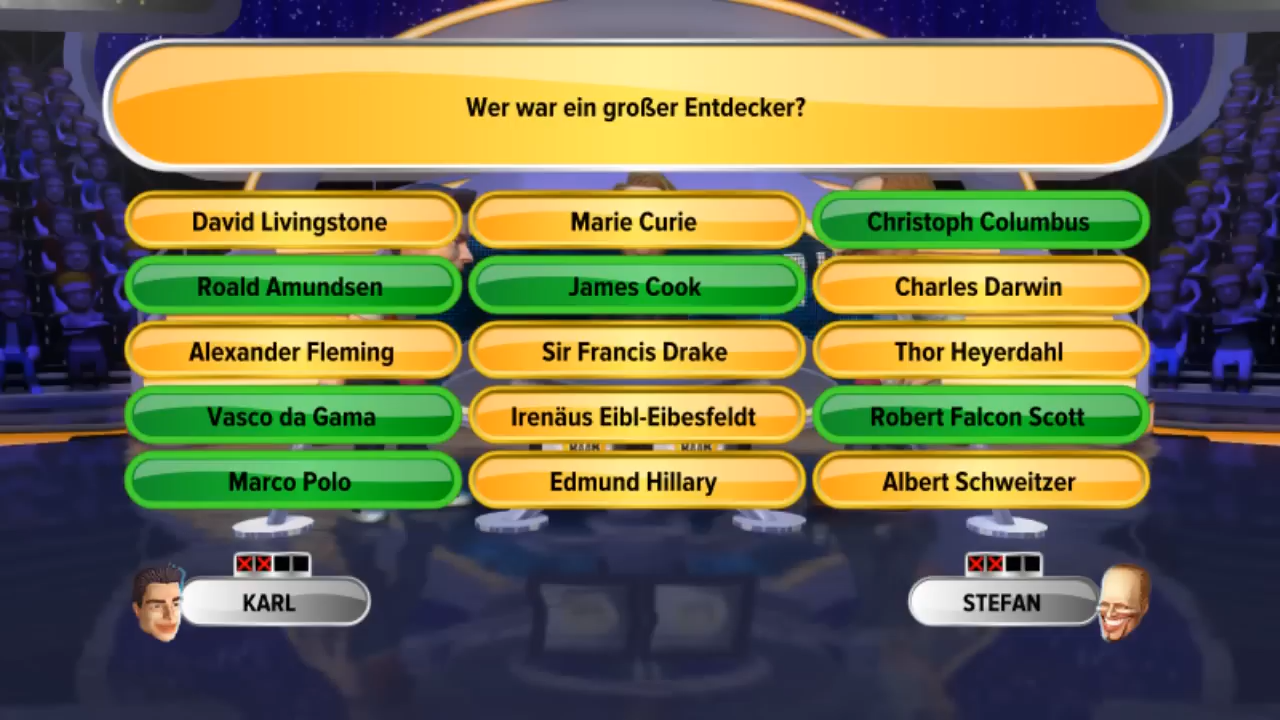 Wer war ein großer Entdecker?
David Livingstone
Marie Curie
Christoph Columbus
Roald Amundsen
James Cook
Charles Darwin
Alexander Fleming
Sir Francis Drake
Thor Heyerdahl
Vasco da Gama
Irenäus Eibl-Eibesfeldt
Robert Falcon Scott
Marco Polo
Edmund Hillary
Albert Schweitzer
KARL
STEFAN